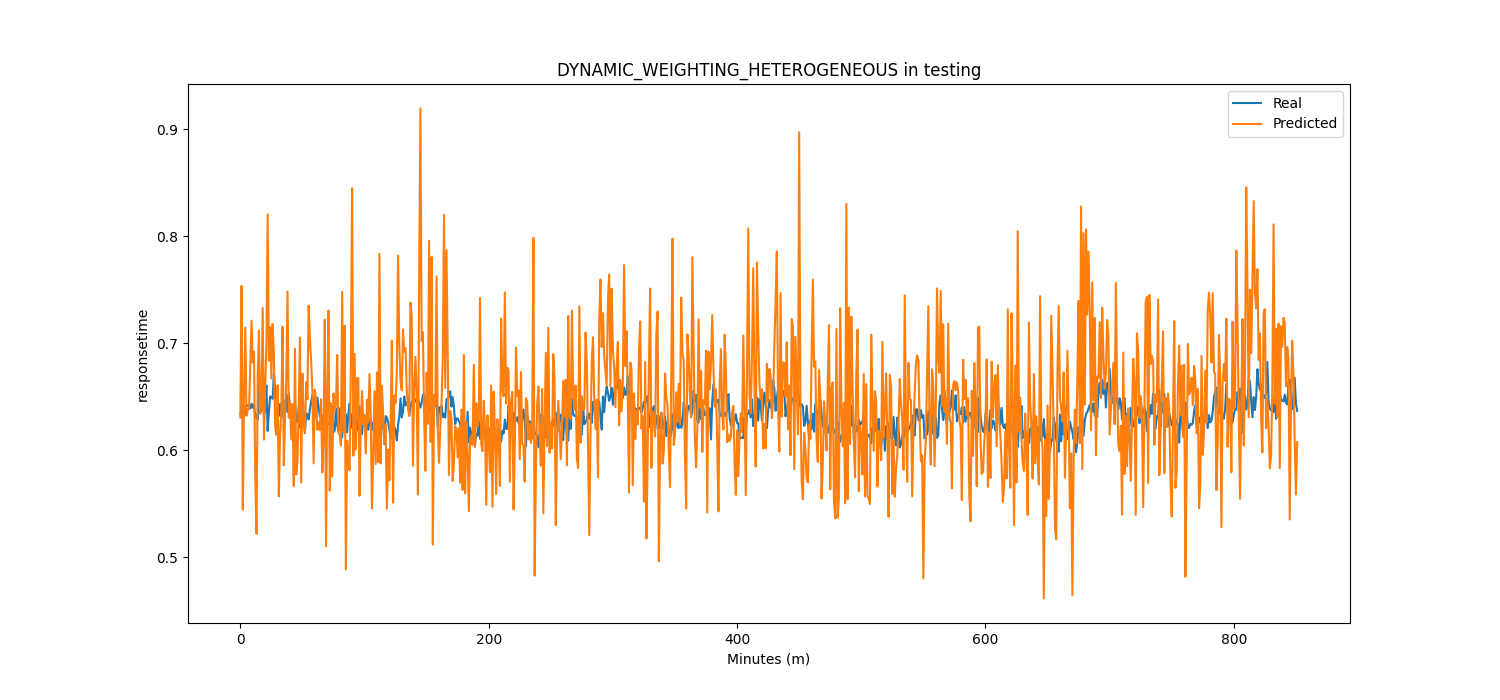 DYNAMIC_WEIGHTING_HETEROGENEOUS in testing
Real
Predicted
responsetime
0.9
0.8
0.7
0.6
0.5
0
200
400
600
800
Minutes (m)